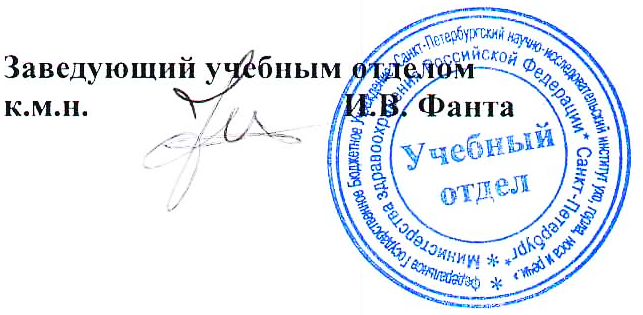 Заведующий учебным отделом
к.м.н. И.В. Фанта
Федеральное Государственное Бюджетное учреждение "Санкт-Петербургский научно-исследовательский институт уха, горла, носа и речи" *
Министерства здравоохранения Российской Федерации * Санкт-Петербург * *
Учебный
отдел